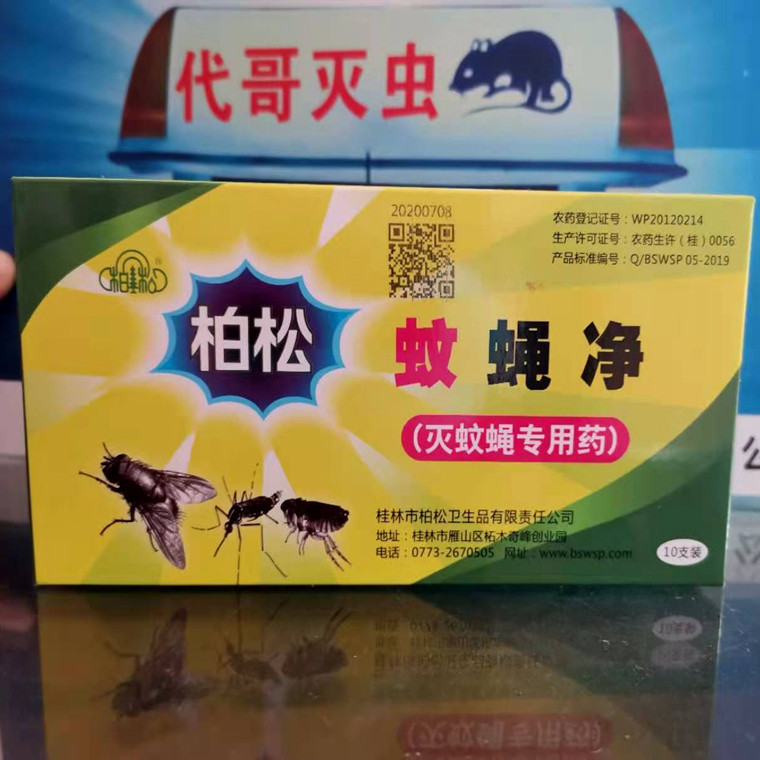 代哥灭虫
20200708
农药登记证号：WP20120214
生产许可证号：农药生许（桂）0056
产品标准编号：Q/BSWSP 05-2019
柏松
®
柏松
蚊蝇净
（灭蚊蝇专用药）
桂林市柏松卫生品有限责任公司
地址：桂林市雁山区柘木奇峰创业园
电话：0773-2670505 网址：www.bswsp.com
10支装